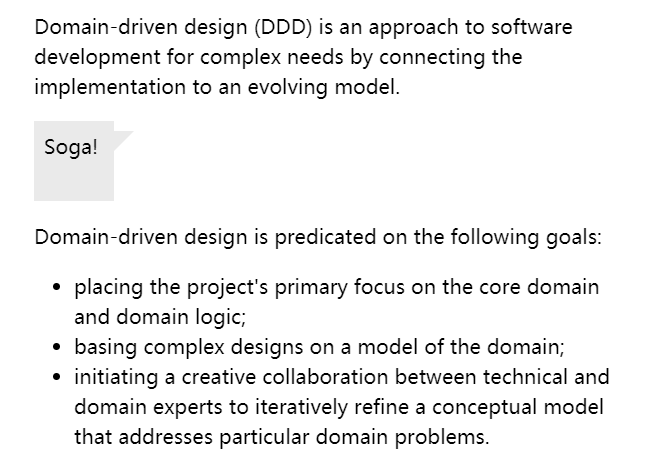 Domain-driven design (DDD) is an approach to software
development for complex needs by connecting the
implementation to an evolving model.
Soga!
Domain-driven design is predicated on the following goals:
• placing the project's primary focus on the core domain
and domain logic;
• basing complex designs on a model of the domain;
• initiating a creative collaboration between technical and
domain experts to iteratively refine a conceptual model
that addresses particular domain problems.